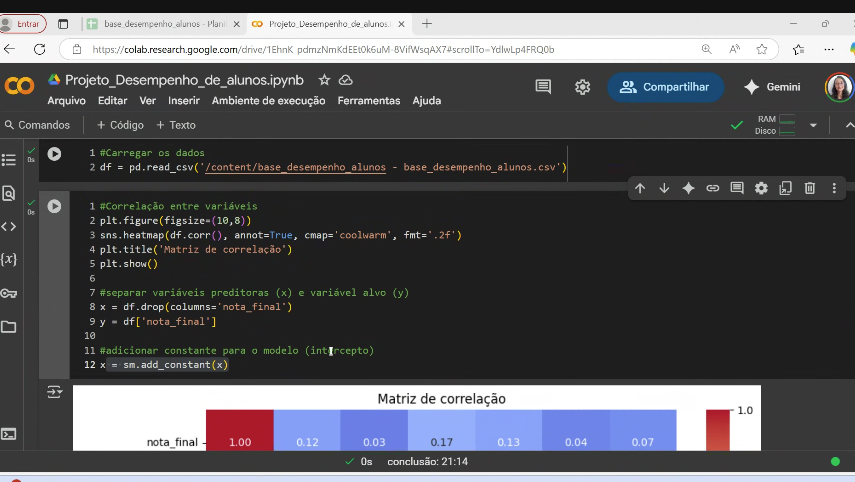 Entrar
base_desempenho_alunos - Planil
Projeto_Desempenho_de_alunos.i
https://colab.research.google.com/drive/1EhnK_pdmzNmKdEEt0k6uM-8VifWsqAX7#scrollTo=YdlwLp4FRQ0b
Projeto_Desempenho_de_alunos.ipynb
Compartilhar
Gemini
Arquivo Editar Ver Inserir Ambiente de execução Ferramentas Ajuda
Comandos + Código + Texto
RAM
Disco
0s
1 #Carregar os dados
2 df = pd.read_csv('/content/base_desempenho_alunos - base_desempenho_alunos.csv')
0s
1 #Correlação entre variáveis
2 plt.figure(figsize=(10,8))
3 sns.heatmap(df.corr(), annot=True, cmap='coolwarm', fmt='.2f')
4 plt.title('Matriz de correlação')
5 plt.show()
6
7 #separar variáveis preditoras (x) e variável alvo (y)
8 x = df.drop(columns='nota_final')
9 y = df['nota_final']
10
11 #adicionar constante para o modelo (intercepto)
12 x = sm.add_constant(x)
Matriz de correlação
nota_final
1.00 0.12 0.03 0.17 0.13 0.04 0.07
1.0
0s conclusão: 21:14